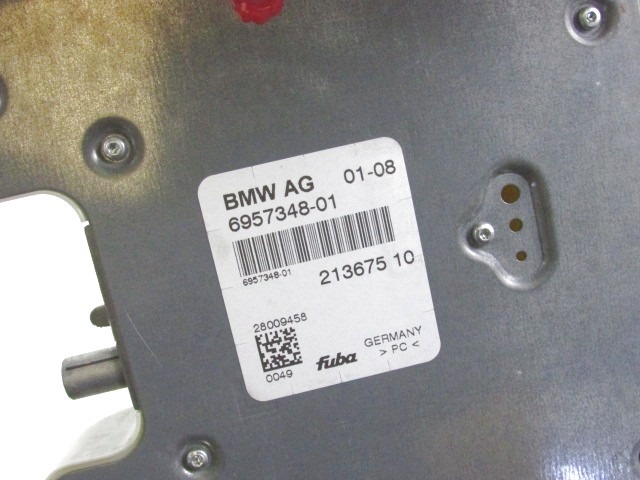 BMW AG 01-08
6957348-01
6957348-01
213675 10
28009458
0049
fuba
GERMANY
> PC <